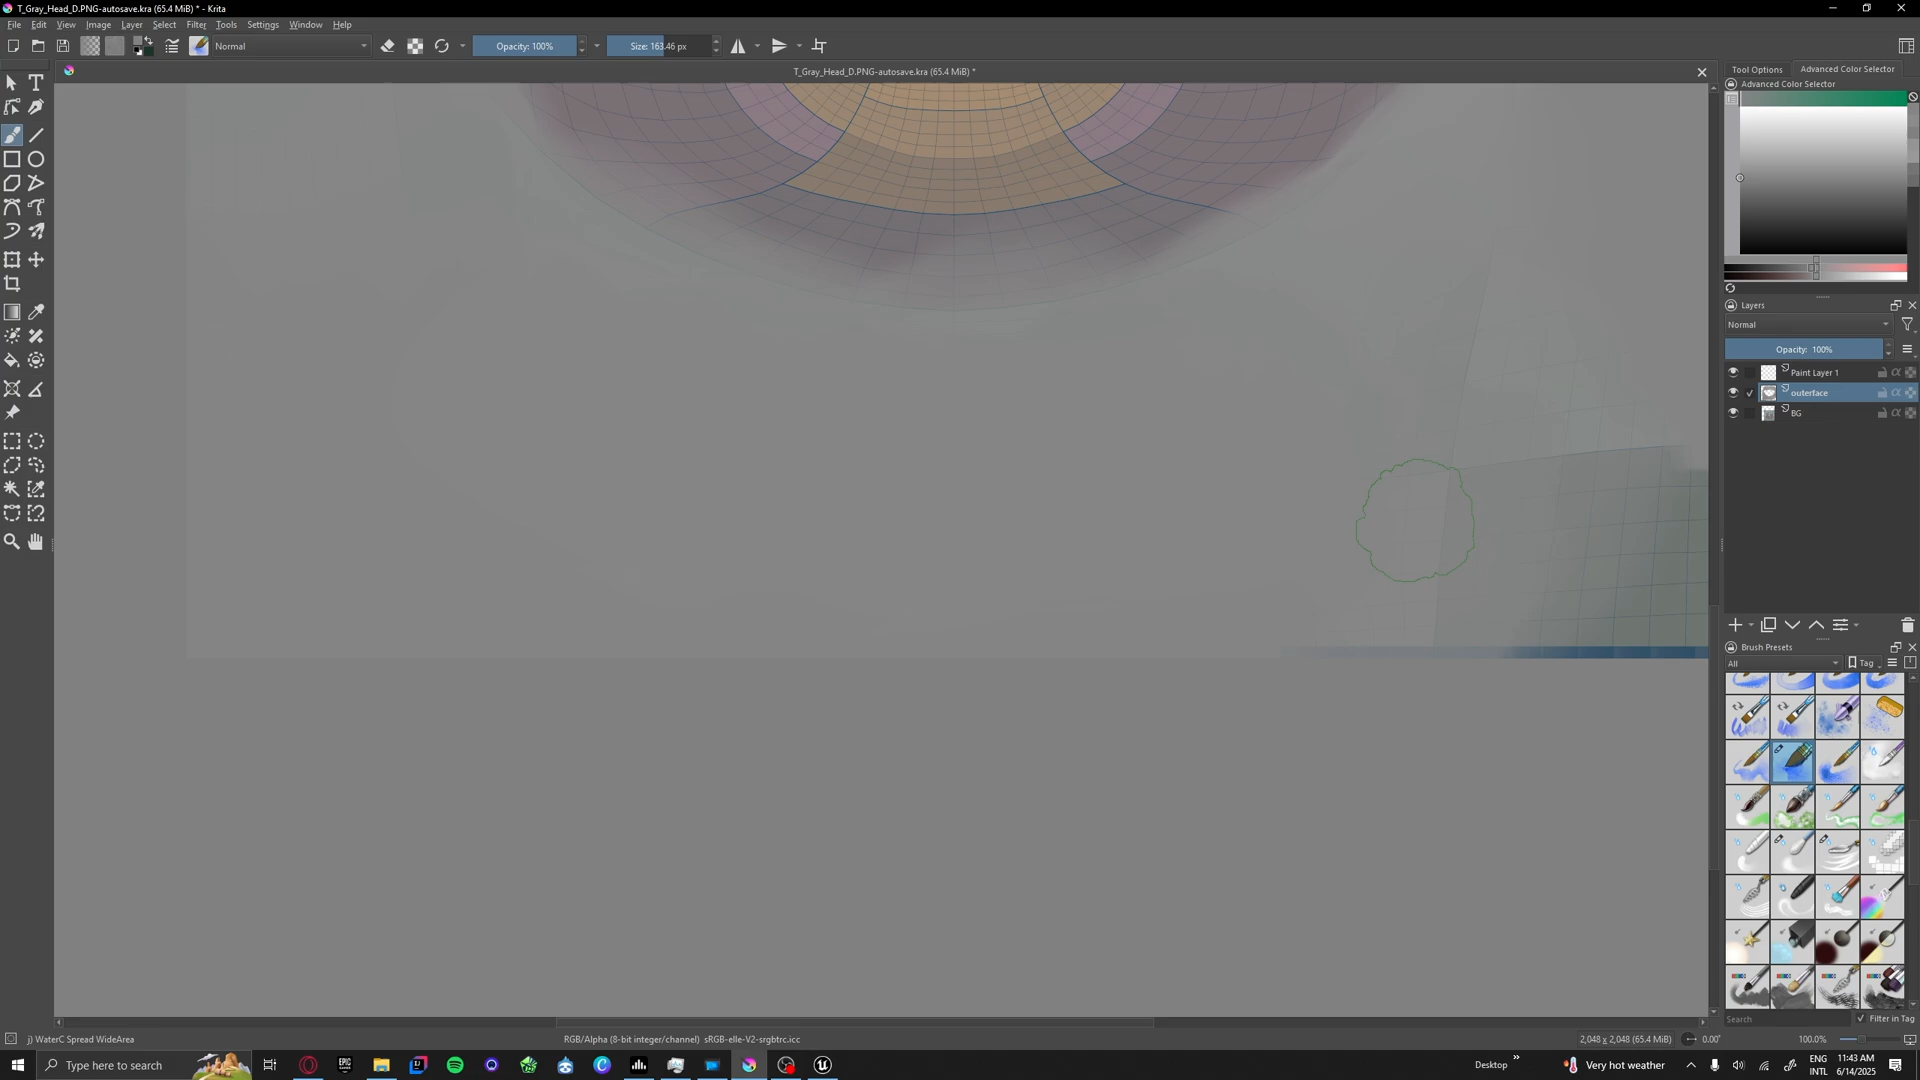 T_Gray_Head_D.PNG-autosave.kra (65.4 MiB) * - Krita
File Edit View Image Layer Select Filter Tools Settings Window Help
Normal
Opacity: 100%
Size: 163.46 px
T_Gray_Head_D.PNG-autosave.kra (65.4 MiB) *
Tool Options
Advanced Color Selector
Advanced Color Selector
Layers
Normal
Opacity: 100%
Paint Layer 1
outerface
BG
Brush Presets
All
Tag
Search
Filter in Tag
j) WaterC Spread WideArea
RGB/Alpha (8-bit integer/channel) sRGB-elle-V2-srgbtrc.icc
2,048 x 2,048 (65.4 MiB)
0.00°
100.0%
Type here to search
Desktop
Very hot weather
ENG
INTL
11:43 AM
6/14/2025